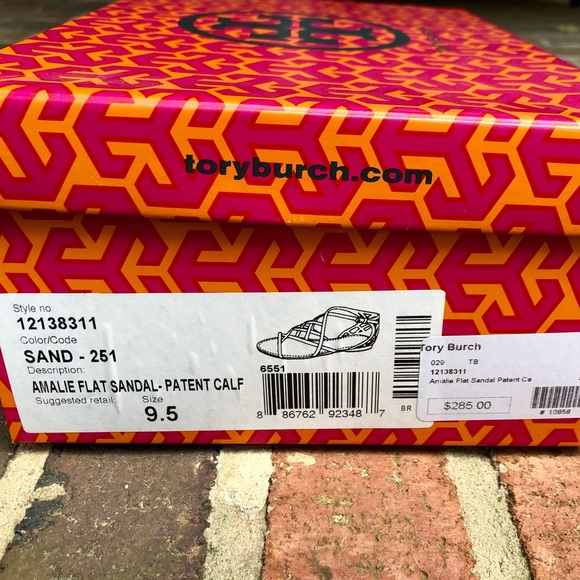 toryburch.com
Style no:
12138311
Color/Code
SAND - 251
Description:
AMALIE FLAT SANDAL- PATENT CALF
Suggested retail:
Size
9.5
6551
8 86762 92348 7
BR
Tory Burch
029 TB
12138311
Amalie Flat Sandal Patent Ca
$285.00
# 10858